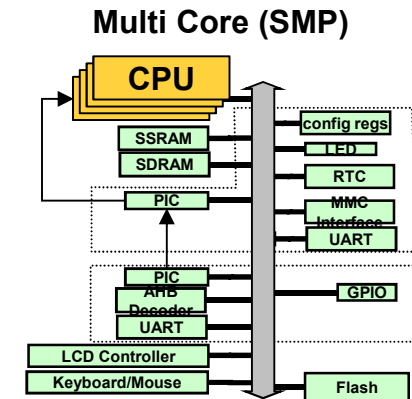 Multi Core (SMP)
CPU
SSRAM
SDRAM
PIC
PIC
AHB
Decoder
UART
LCD Controller
Keyboard/Mouse
config regs
LED
RTC
MMC
Interface
UART
GPIO
Flash